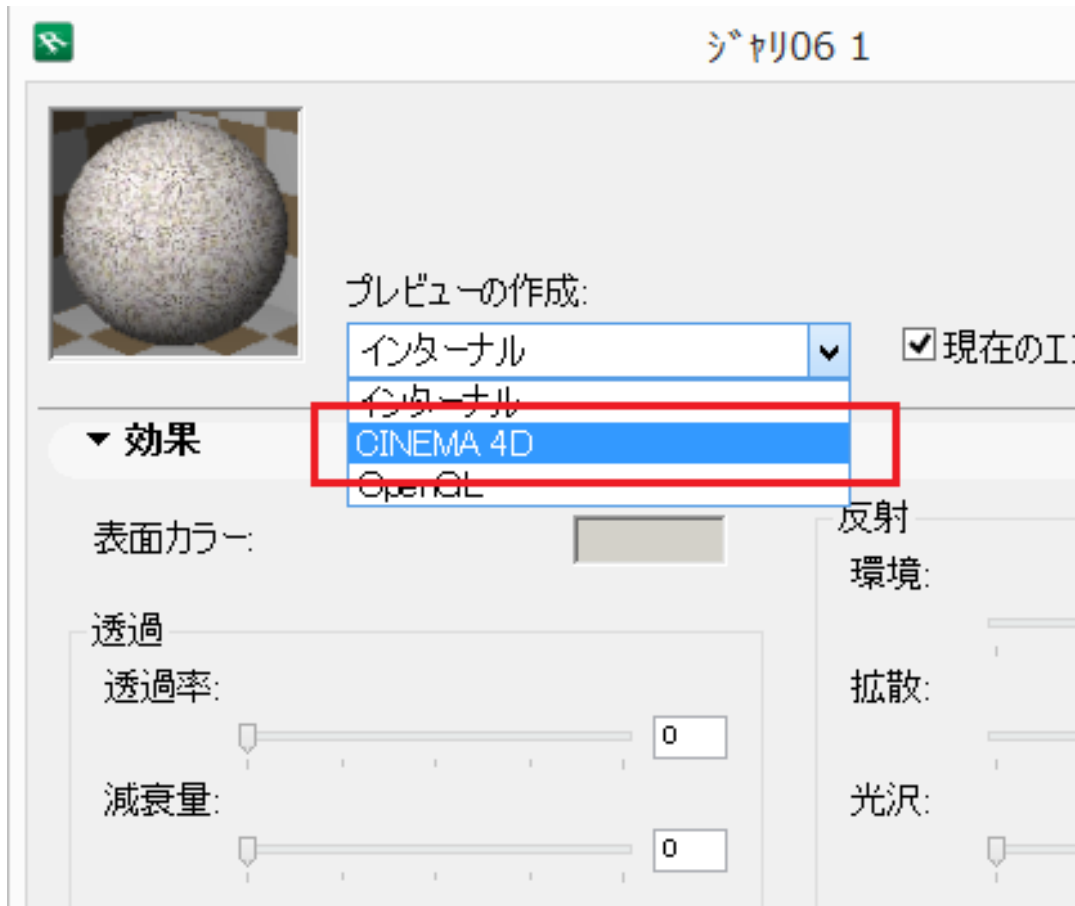 ｼﾞｬﾘ06 1
プレビューの作成:
インターナル
現在のエ
インターナル
CINEMA 4D
OpenGL
効果
表面カラー:
反射
環境:
透過
透過率:
0
拡散:
減衰量:
0
光沢: